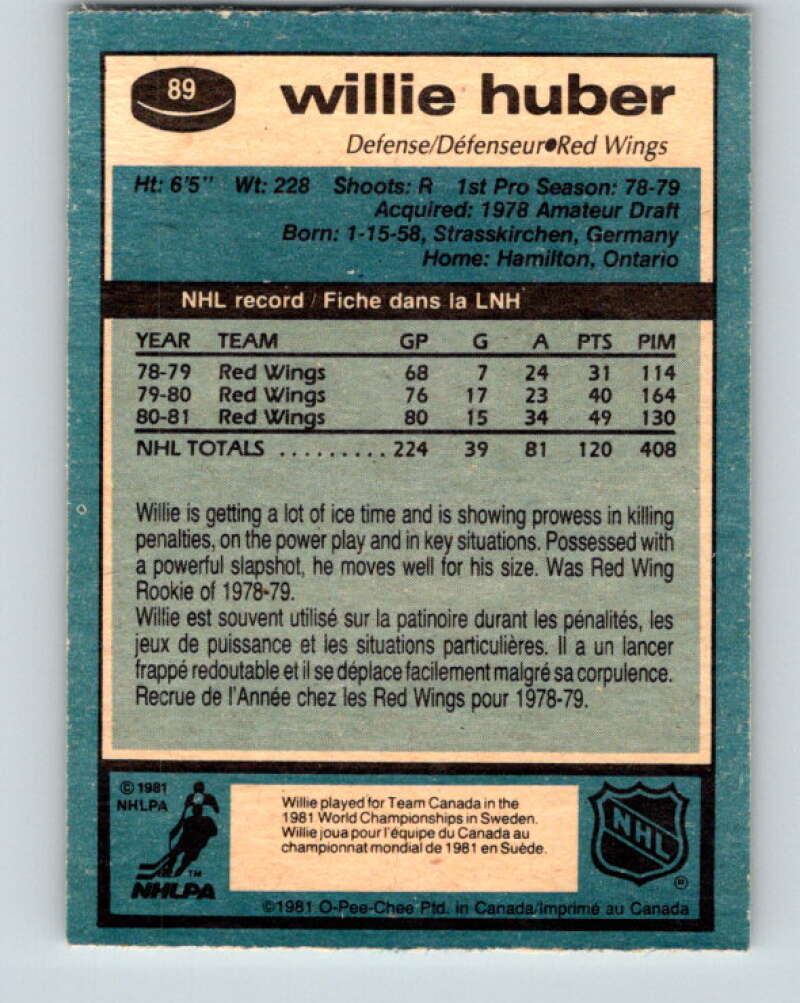 89
willie huber
Defense/Défenseur•Red Wings
Ht: 6'5" Wt: 228 Shoots: R 1st Pro Season: 78-79
Acquired: 1978 Amateur Draft
Born: 1-15-58, Strasskirchen, Germany
Home: Hamilton, Ontario
NHL record / Fiche dans la LNH
YEAR TEAM GP G A PTS PIM
78-79 Red Wings 68 7 24 31 114
79-80 Red Wings 76 17 23 40 164
80-81 Red Wings 80 15 34 49 130
NHL TOTALS .......... 224 39 81 120 408
Willie is getting a lot of ice time and is showing prowess in killing
penalties, on the power play and in key situations. Possessed with
a powerful slapshot, he moves well for his size. Was Red Wing
Rookie of 1978-79.
Willie est souvent utilisé sur la patinoire durant les pénalités, les
jeux de puissance et les situations particulières. Il a un lancer
frappé redoutable et il se déplace facilement malgré sa corpulence.
Recrue de l'Année chez les Red Wings pour 1978-79.
© 1981
NHLPA
TM
NHLPA
Willie played for Team Canada in the
1981 World Championships in Sweden.
Willie joua pour l'équipe du Canada au
championnat mondial de 1981 en Suéde.
NHL
®
©1981 O-Pee-Chee Ptd. in Canada/Imprimé au Canada